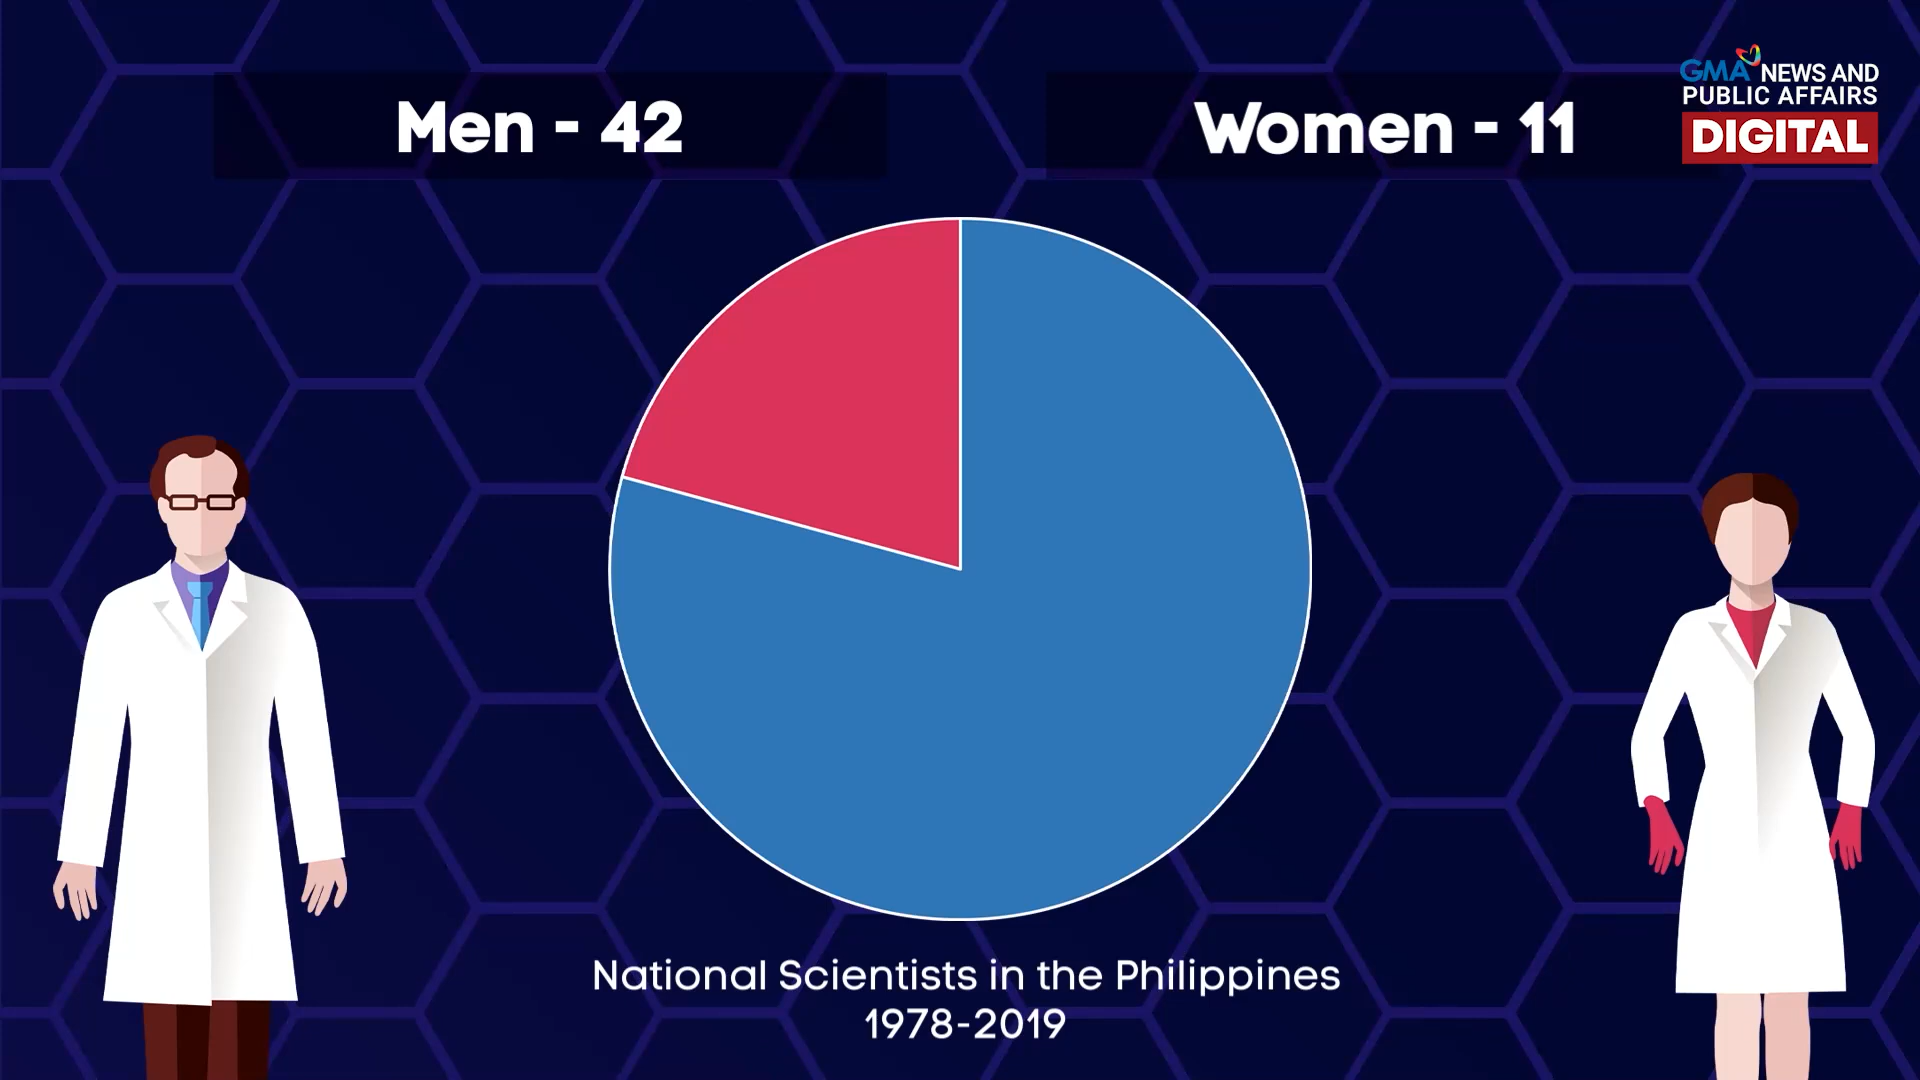 Men - 42
Women - 11
GMA NEWS AND
PUBLIC AFFAIRS
DIGITAL
National Scientists in the Philippines
1978-2019